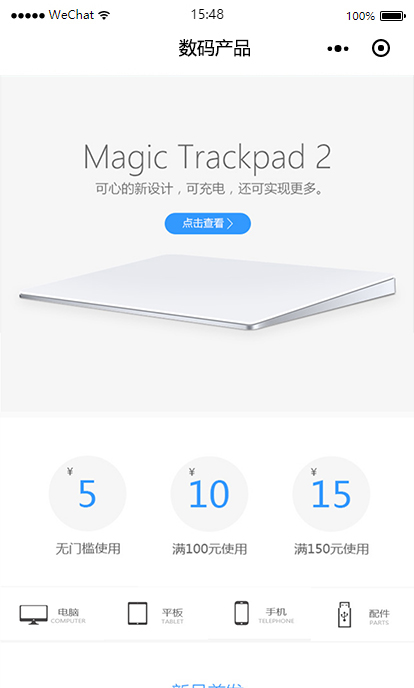 WeChat 15:48 100%
数码产品
Magic Trackpad 2
可心的新设计，可充电，还可实现更多。
点击查看
¥ 5 ¥ 10 ¥ 15
无门槛使用 满100元使用 满150元使用
电脑 平板 手机 配件
COMPUTER TABLET TELEPHONE PARTS